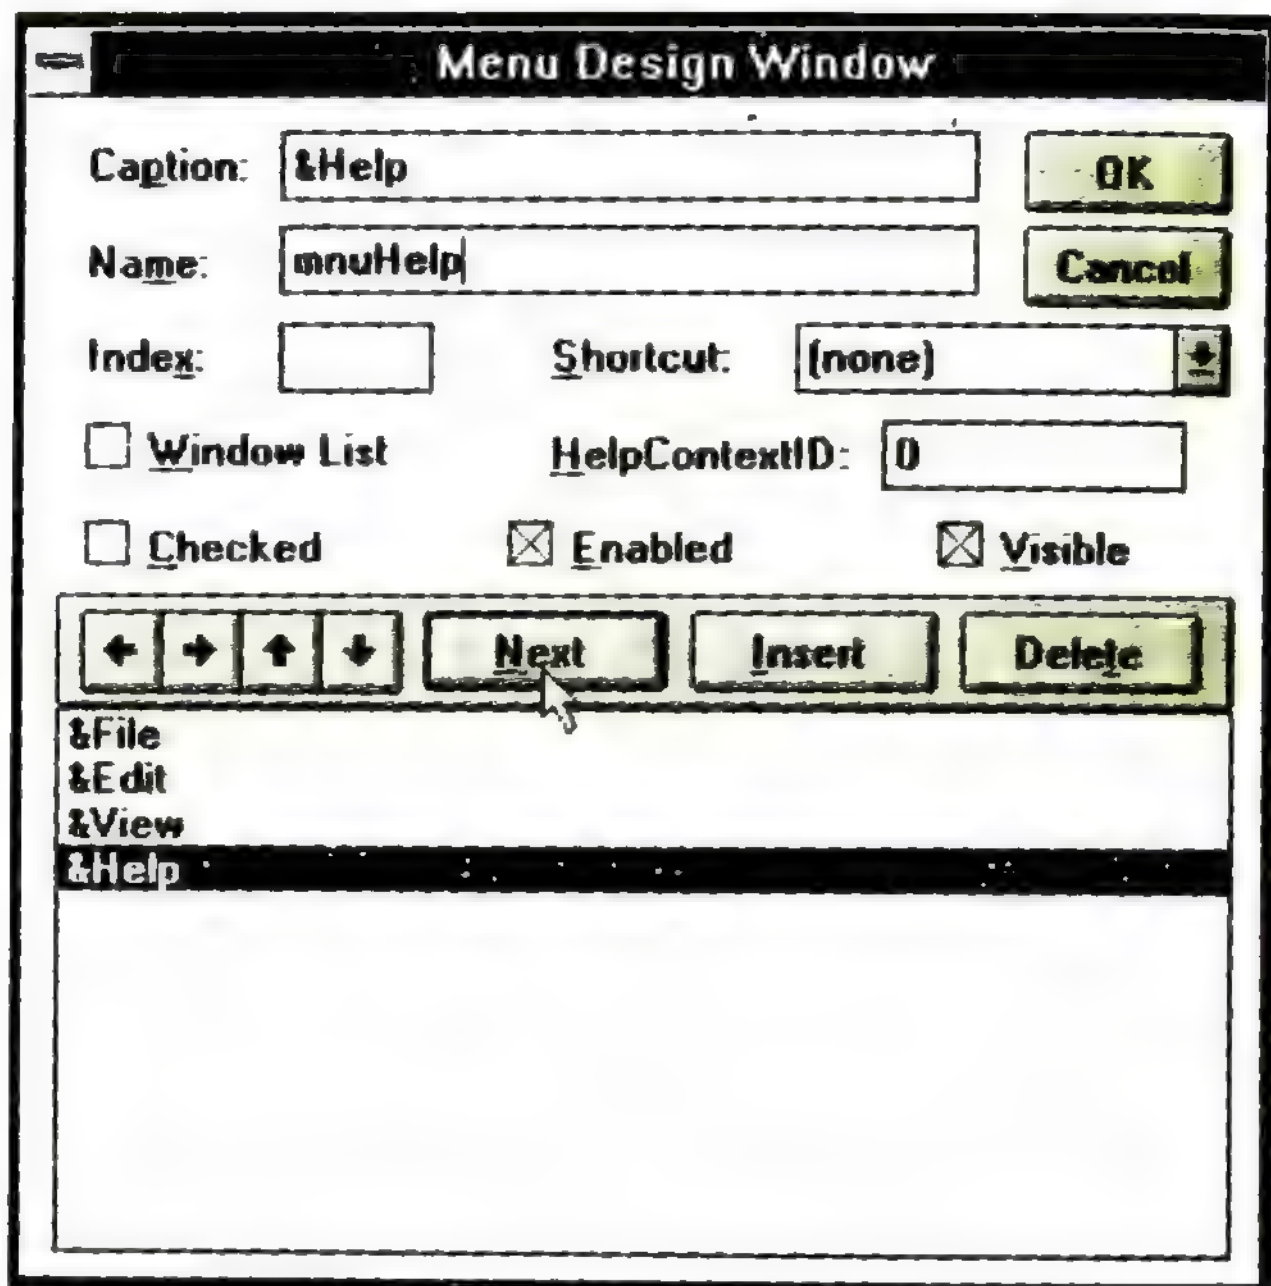 Menu Design Window
Caption: &Help OK
Name: mnuHelp Cancel
Index: Shortcut: (none)
Window List HelpContextID: 0
Checked Enabled Visible
Next Insert Delete
&File
&Edit
&View
&Help